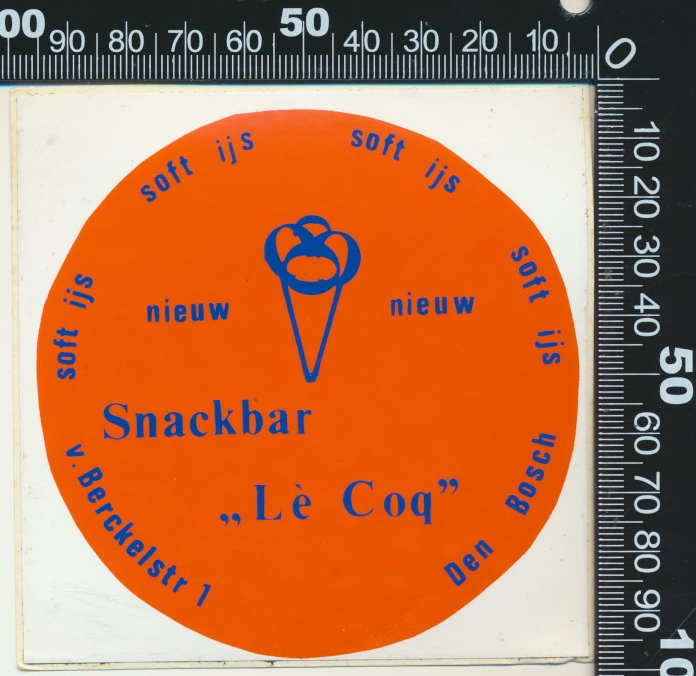 00 90 80 70 60 50 40 30 20 10 0
10 20 30 40 50 60 70 80 90 10
soft ijs
soft ijs
soft ijs
soft ijs
nieuw
nieuw
Snackbar
„Lè Coq”
v. Berckelstr 1
Den Bosch